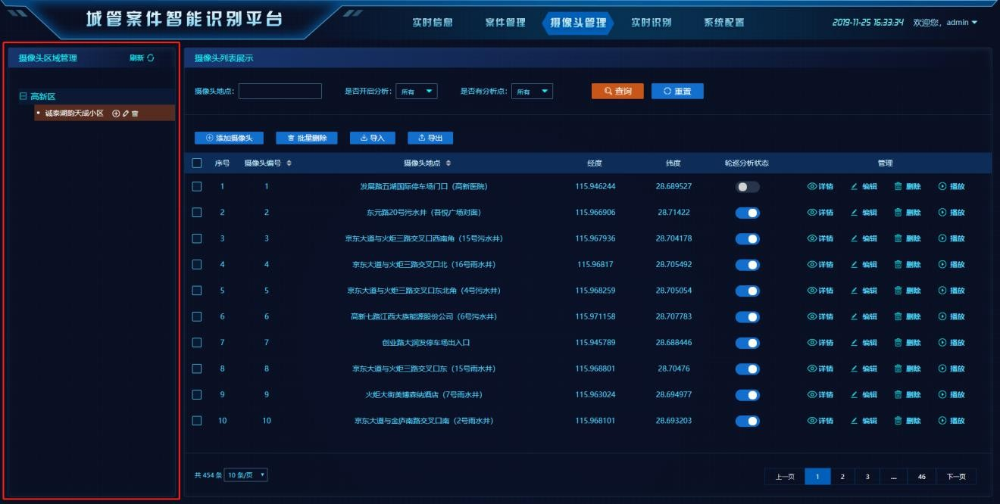 城管案件智能识别平台
实时信息 案件管理 摄像头管理 实时识别 系统配置 2019-11-25 16:33:34 欢迎您，admin
摄像头区域管理 刷新
高新区
诚泰湖韵天成小区
摄像头列表展示
摄像头地点： 是否开启分析： 所有 是否有分析点： 所有 查询 重置
添加摄像头 批量删除 导入 导出
序号 摄像头编号 摄像头地点 经度 纬度 轮巡分析状态 管理
1 1 发展路五湖国际停车场门口（高新医院） 115.946244 28.689527 详情 编辑 删除 播放
2 2 东元路20号污水井（吾悦广场对面） 115.966906 28.71422 详情 编辑 删除 播放
3 3 京东大道与火炬三路交叉口西南角（15号污水井） 115.967936 28.704178 详情 编辑 删除 播放
4 4 京东大道与火炬三路交叉口北（16号雨水井） 115.96817 28.705492 详情 编辑 删除 播放
5 5 京东大道与火炬三路交叉口东北角（4号污水井） 115.968259 28.705054 详情 编辑 删除 播放
6 6 高新七路江西大族能源股份公司（6号污水井） 115.971158 28.707783 详情 编辑 删除 播放
7 7 创业路大润发停车场出入口 115.945789 28.688446 详情 编辑 删除 播放
8 8 京东大道与火炬三路交叉口东（15号雨水井） 115.968801 28.70476 详情 编辑 删除 播放
9 9 火炬大街美博森纳酒店（7号雨水井） 115.963024 28.694977 详情 编辑 删除 播放
10 10 京东大道与金庐南路交叉口南（2号雨水井） 115.968101 28.693203 详情 编辑 删除 播放
共 454 条 10 条/页 上一页 1 2 3 ... 46 下一页